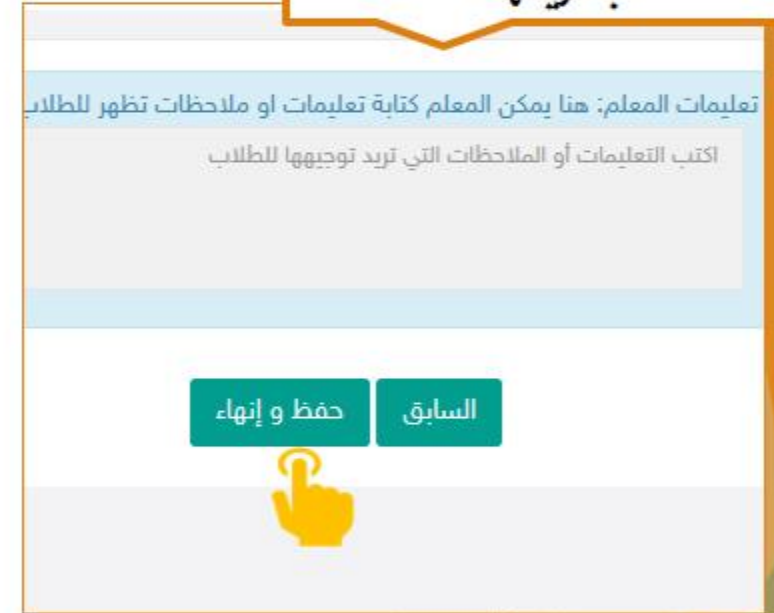 تعليمات المعلم: هنا يمكن المعلم كتابة تعليمات او ملاحظات تظهر للطلاب
اكتب التعليمات أو الملاحظات التي تريد توجيهها للطلاب
السابق
حفظ و إنهاء